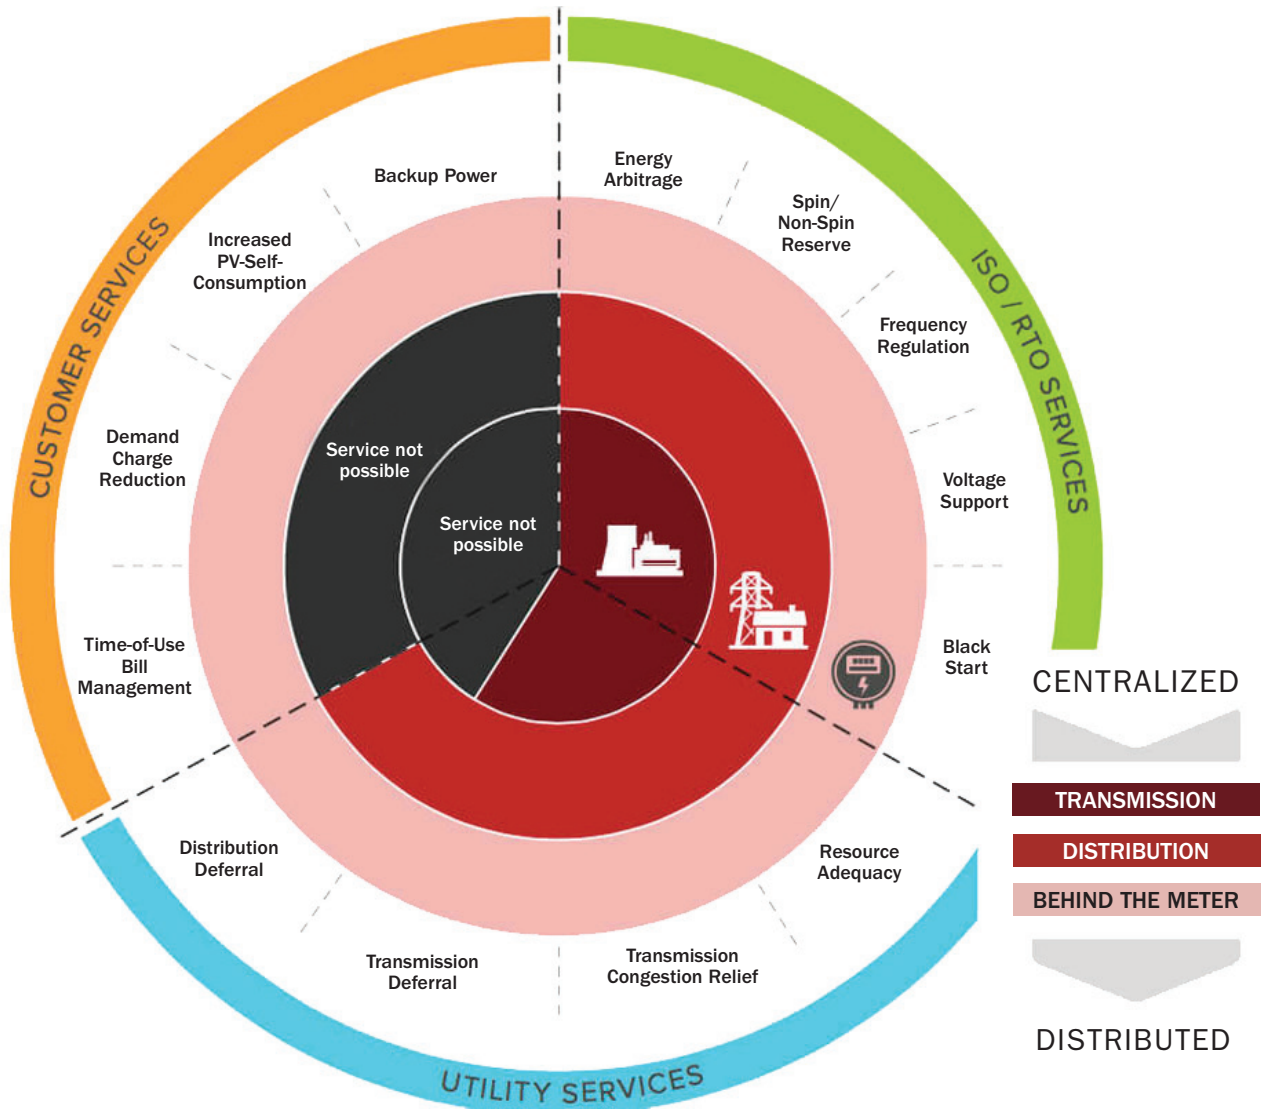 CUSTOMER SERVICES
ISO / RTO SERVICES
UTILITY SERVICES
Backup Power
Increased
PV-Self-
Consumption
Demand
Charge
Reduction
Time-of-Use
Bill
Management
Energy
Arbitrage
Spin/
Non-Spin
Reserve
Frequency
Regulation
Voltage
Support
Black
Start
Service not
possible
Service not
possible
Distribution
Deferral
Transmission
Deferral
Transmission
Congestion Relief
Resource
Adequacy
CENTRALIZED
TRANSMISSION
DISTRIBUTION
BEHIND THE METER
DISTRIBUTED